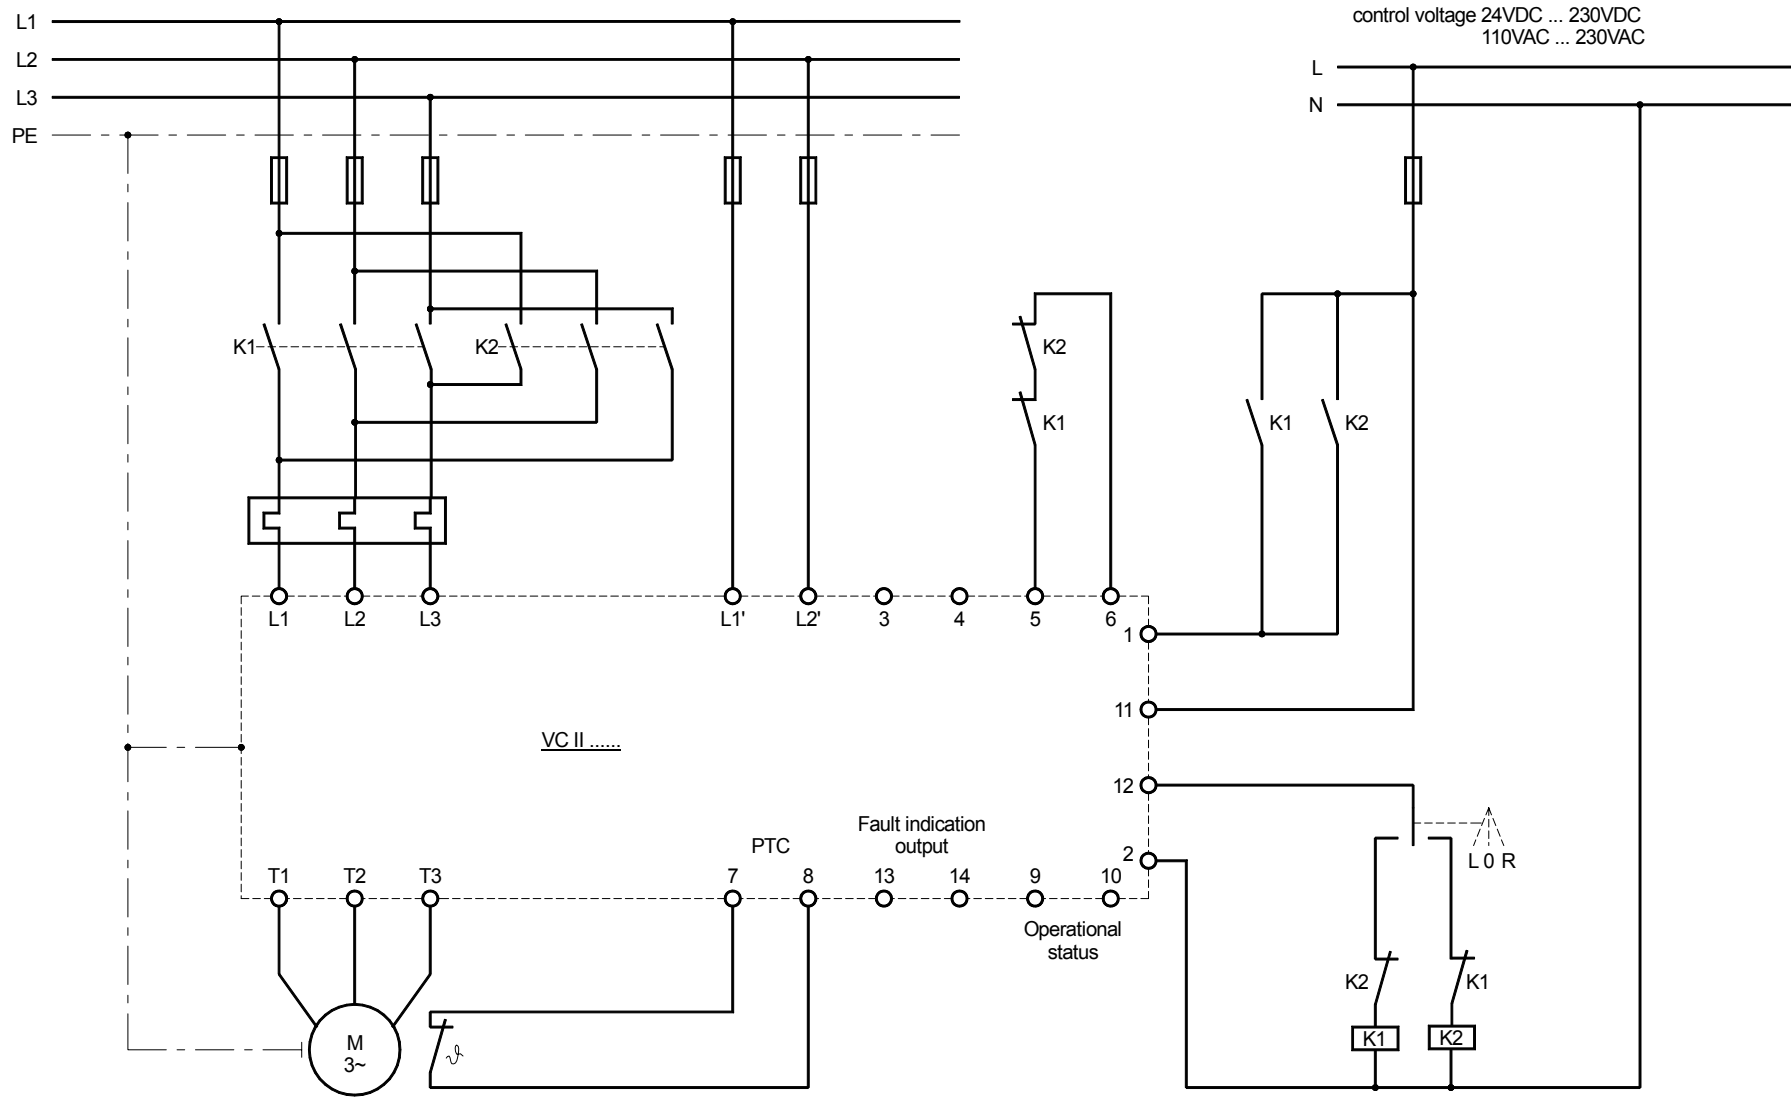 control voltage 24VDC ... 230VDC
110VAC ... 230VAC
L1
L2
L3
PE
L
N
K1
K2
K2
K1
K1
K2
L1
L2
L3
L1'
L2'
3
4
5
6
1
11
VC II ......
12
2
L 0 R
PTC
Fault indication
output
T1
T2
T3
7
8
13
14
9
10
Operational
status
K2
K1
M
3~
ϑ
K1
K2